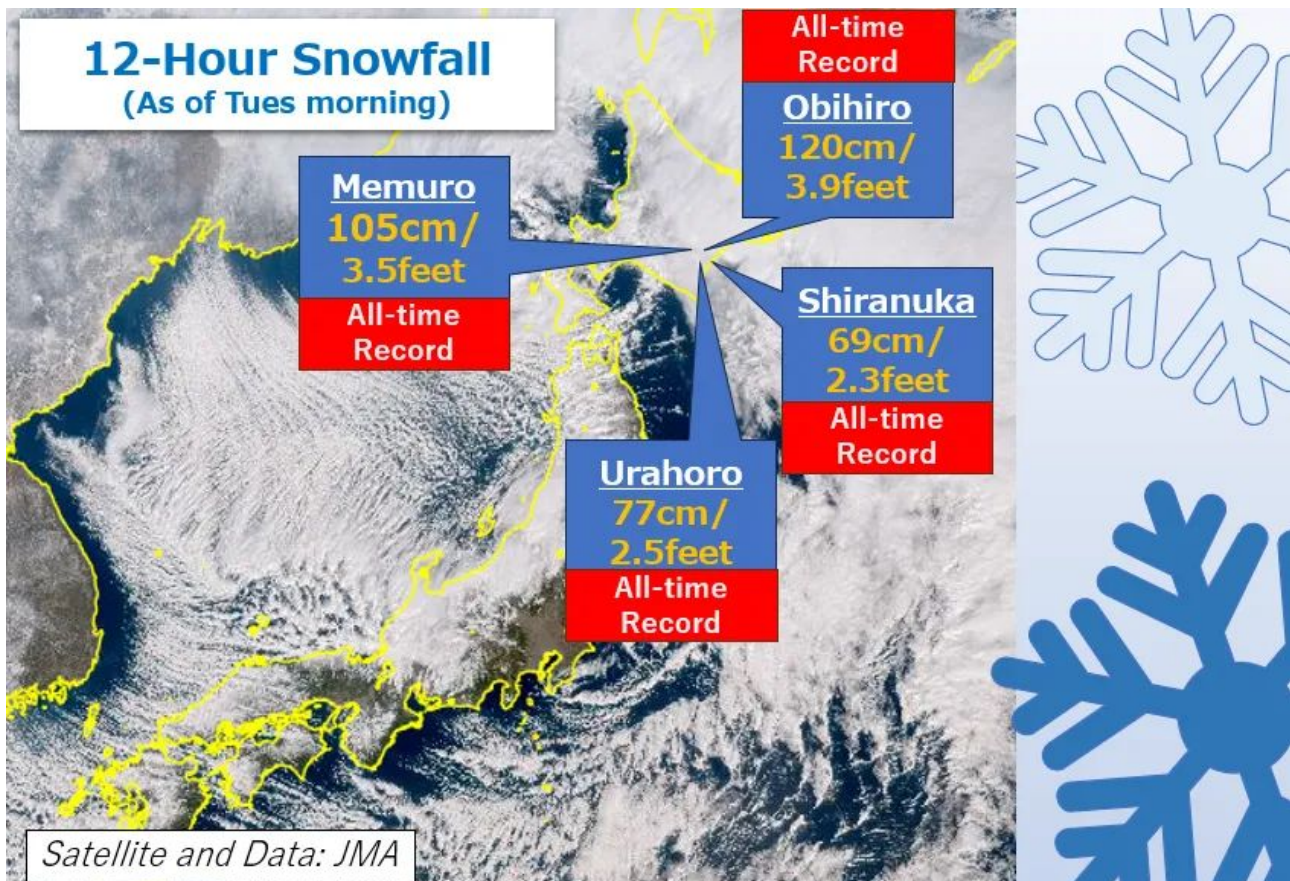 12-Hour Snowfall
(As of Tues morning)
All-time
Record
Obihiro
120cm/
3.9feet
Memuro
105cm/
3.5feet
All-time
Record
Shiranuka
69cm/
2.3feet
All-time
Record
Urahoro
77cm/
2.5feet
All-time
Record
Satellite and Data: JMA